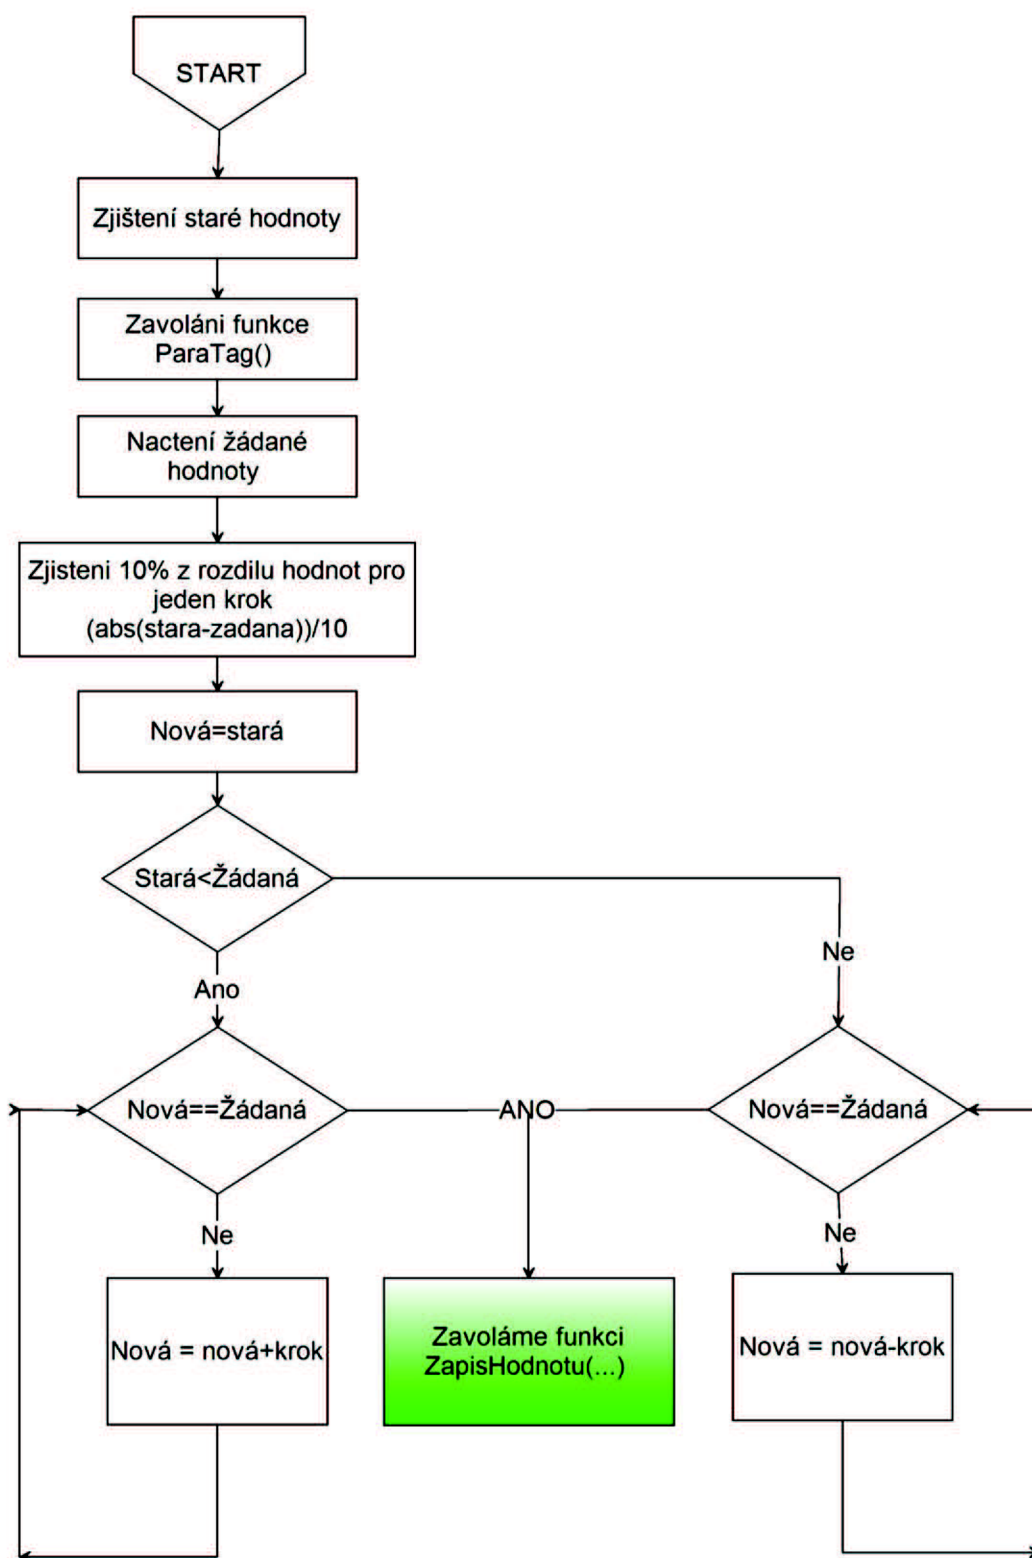 START
Zjištení staré hodnoty
Zavoláni funkce
ParaTag()
Nactení žádané
hodnoty
Zjisteni 10% z rozdilu hodnot pro
jeden krok
(abs(stara-zadana))/10
Nová=stará
Stará<Žádaná
Ne
Ano
Nová==Žádaná
ANO
Nová==Žádaná
Ne
Ne
Nová = nová+krok
Zavoláme funkci
ZapisHodnotu(...)
Nová = nová-krok